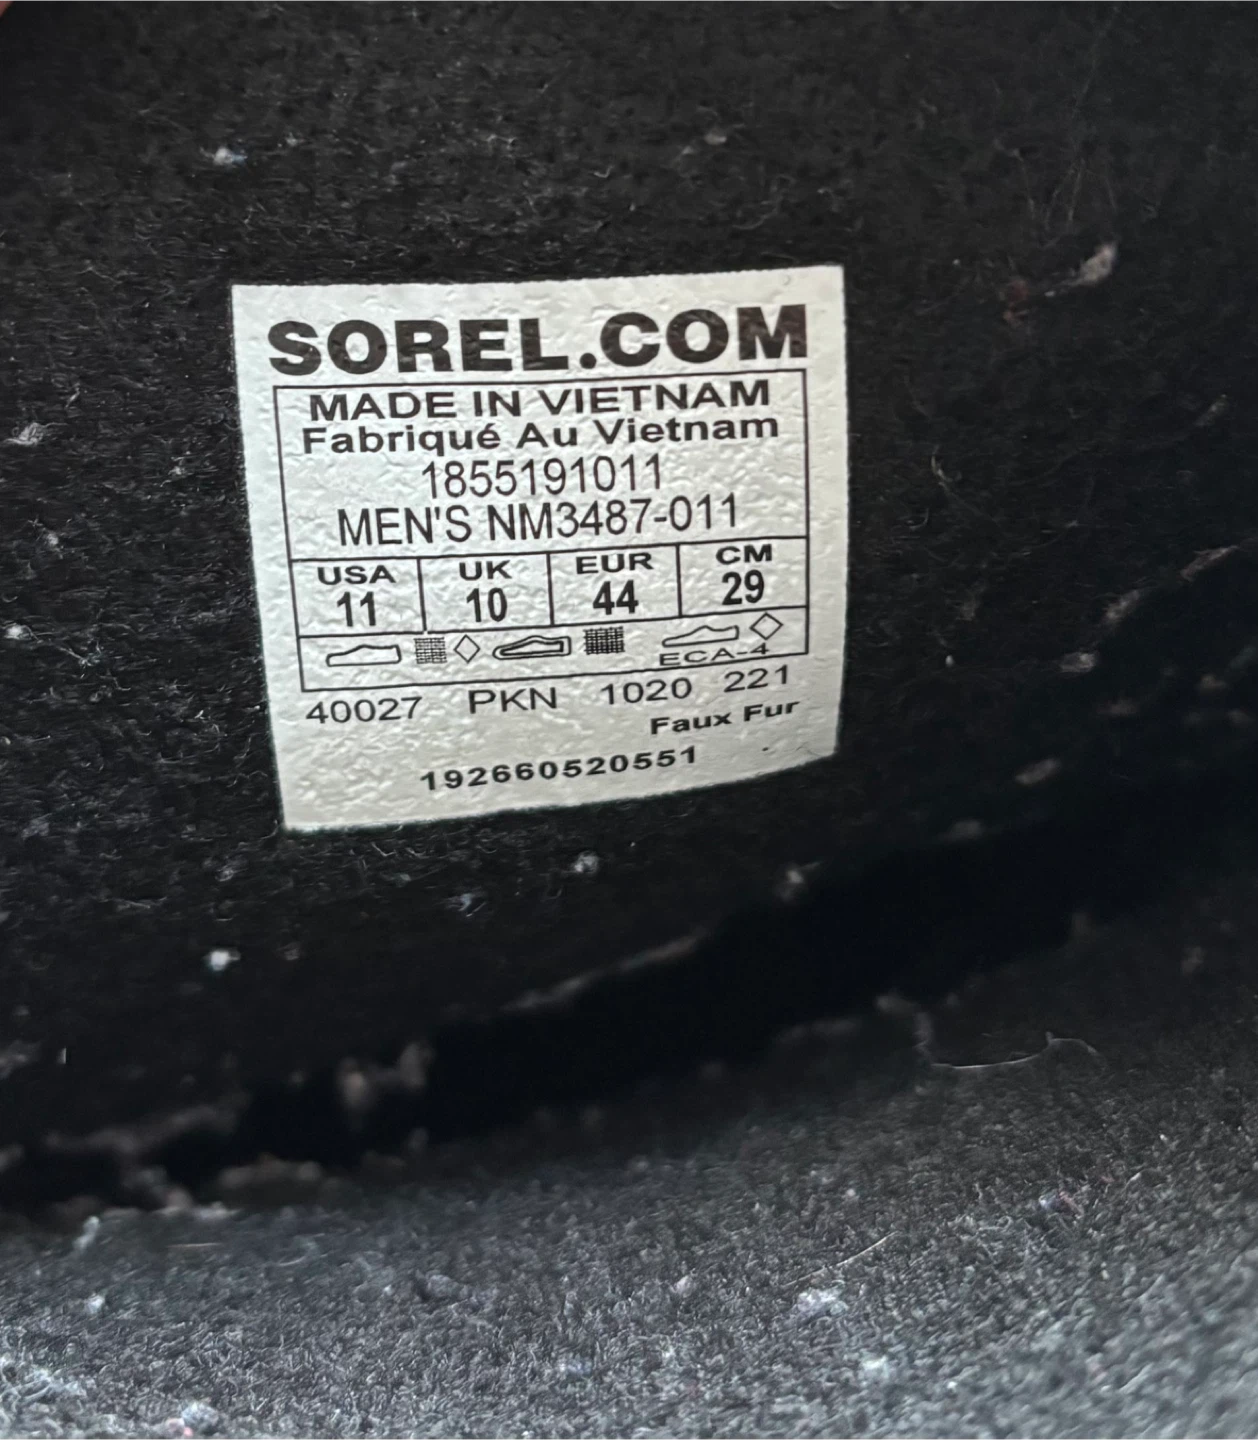 SOREL.COM
MADE IN VIETNAM
Fabriqué Au Vietnam
1855191011
MEN'S NM3487-011
USA UK EUR CM
11 10 44 29
ECA-4
40027 PKN 1020 221
Faux Fur
192660520551